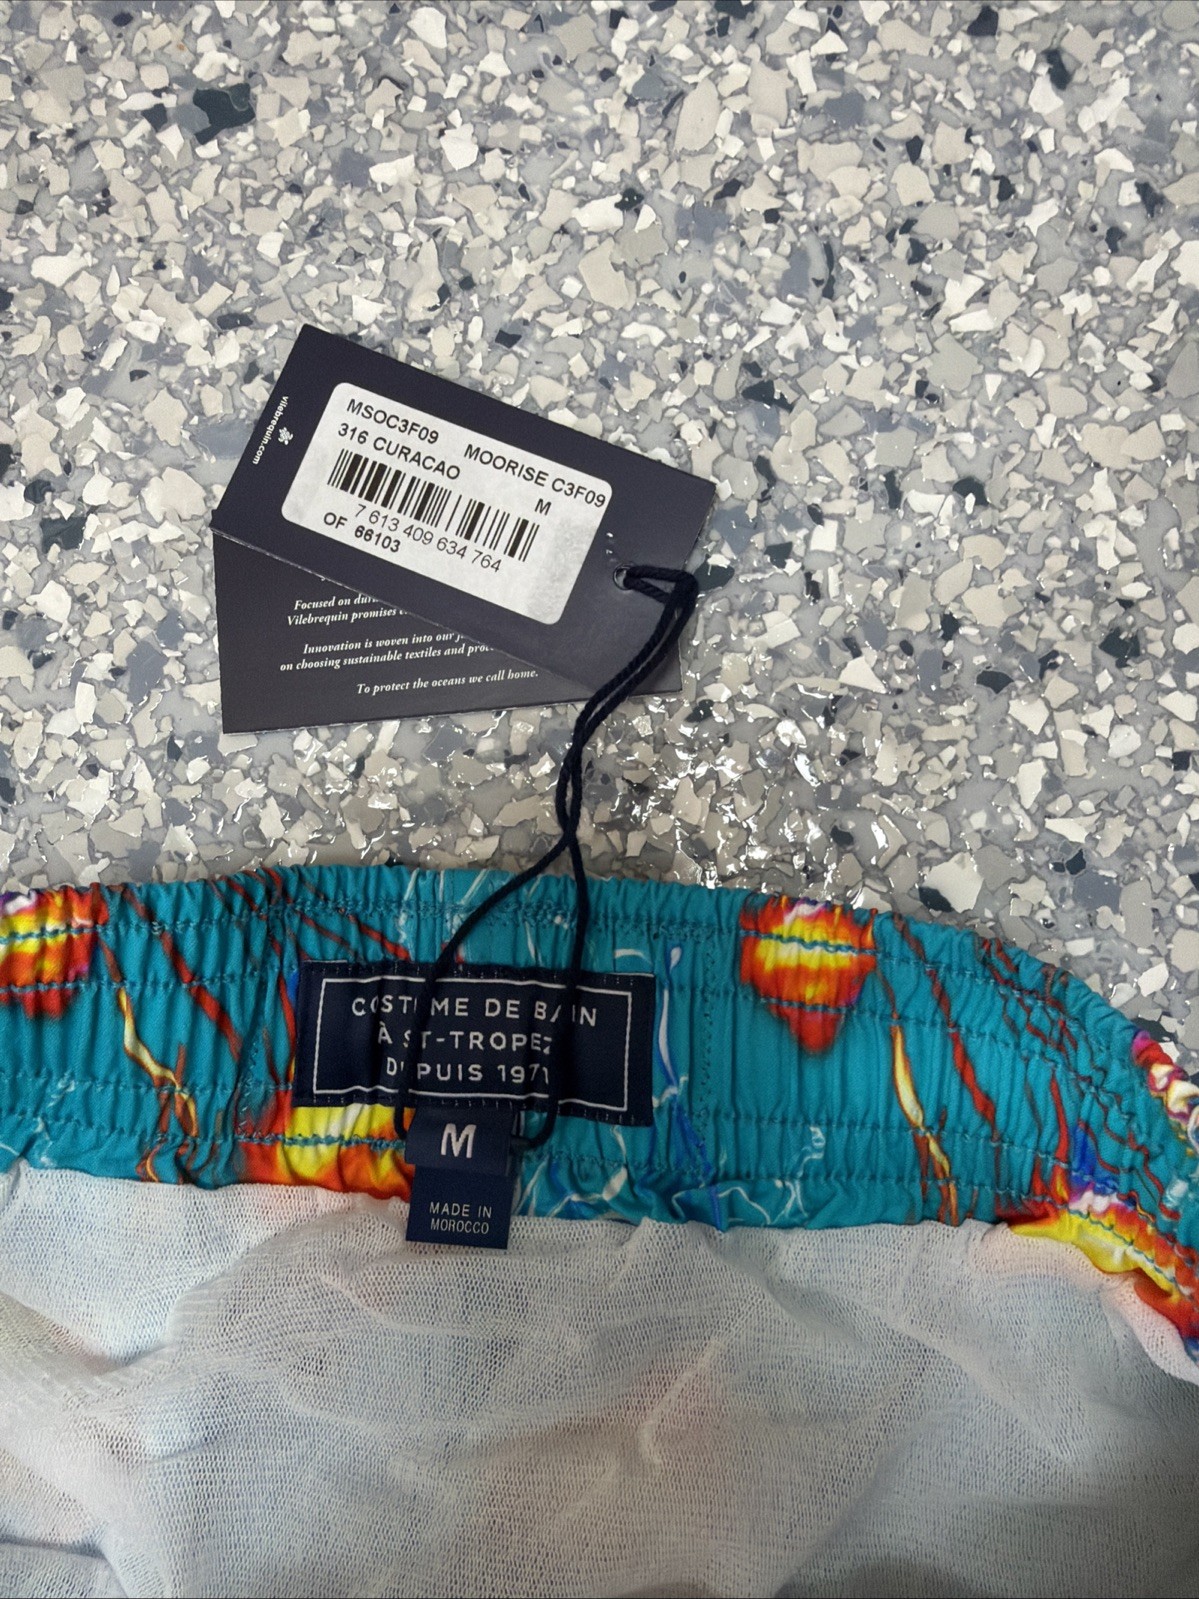 vilebrequin.com
MSOC3F09 MOORISE C3F09
316 CURACAO M
7 613 409 634 764
OF 66103
Focused on
Vilebrequin promises
Innovation is woven into our
on choosing sustainable textiles and
To protect the oceans we call home.
COSTUME DE BAIN
À ST-TROPEZ
DEPUIS 1971
M
MADE IN
MOROCCO